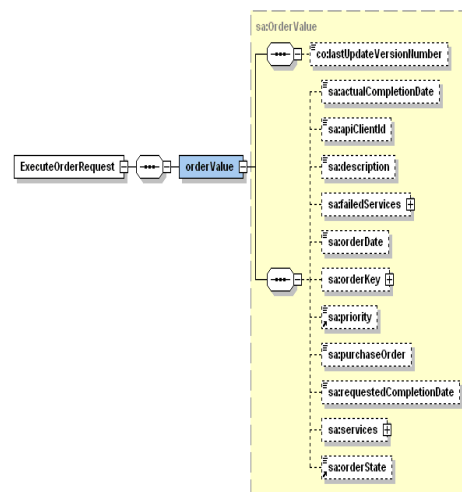 sa:OrderValue
co:lastUpdateVersionNumber
sa:actualCompletionDate
sa:apiClientId
ExecuteOrderRequest
orderValue
sa:description
sa:failedServices
sa:orderDate
sa:orderKey
sa:priority
sa:purchaseOrder
sa:requestedCompletionDate
sa:services
sa:orderState